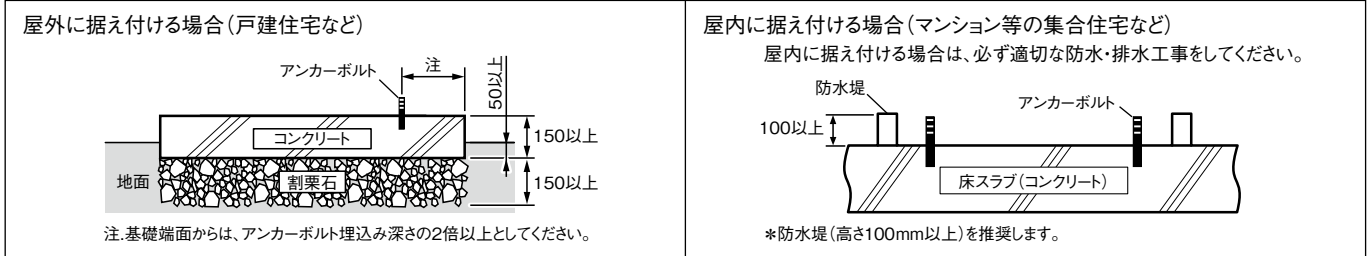 屋外に据え付ける場合(戸建住宅など)
アンカーボルト
注
50以上
コンクリート
150以上
地面
割栗石
150以上
注.基礎端面からは、アンカーボルト埋込み深さの2倍以上としてください。
屋内に据え付ける場合(マンション等の集合住宅など)
屋内に据え付ける場合は、必ず適切な防水・排水工事をしてください。
防水堤
アンカーボルト
100以上
床スラブ(コンクリート)
*防水堤(高さ100mm以上)を推奨します。